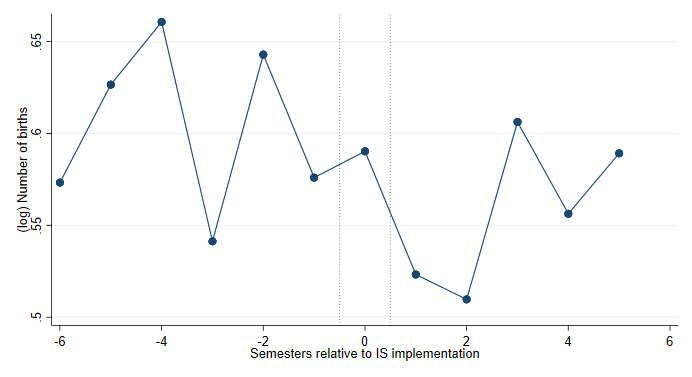 (log) Number of births
.65
.6
.55
.5
-6 -4 -2 0 2 4 6
Semesters relative to IS implementation